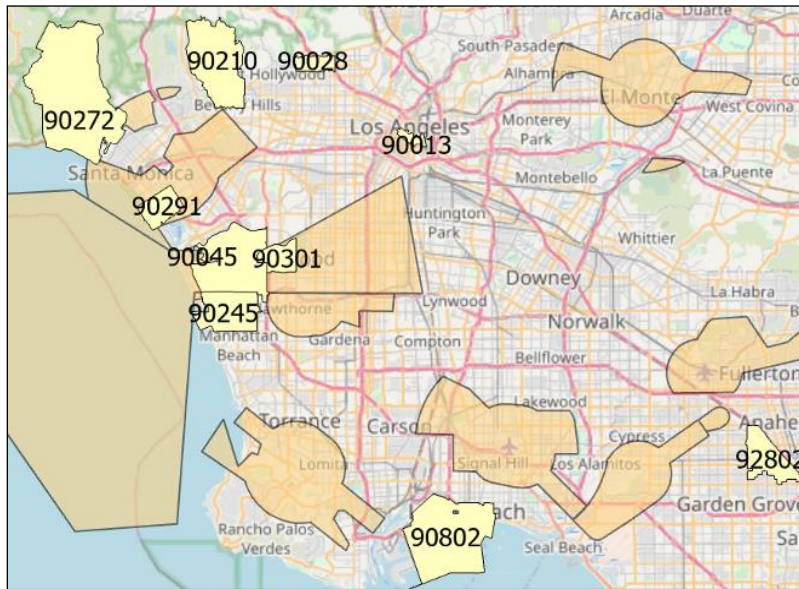 Arcadia
Duarte
South Pasadena
90210
90028
Hollywood
Alhambra
El Monte
West Covina
Beverly Hills
90272
Los Angeles
Monterey
Park
90013
Santa Monica
Montebello
La Puente
90291
Huntington
Park
Whittier
90045
90301
Downey
La Habra
90245
Hawthorne
Lynwood
Norwalk
Manhattan
Beach
Gardena
Compton
Bellflower
Fullerton
Lakewood
Torrance
Carson
Cypress
Anahe
Lomita
Signal Hill
Los Alamitos
92802
Garden Grove
Rancho Palos
Verdes
90802
Seal Beach
Sa